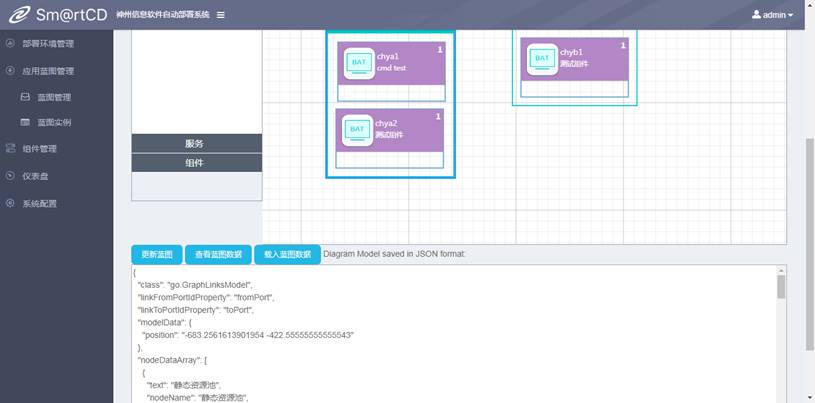 Sm@rtCD 神州信息软件自动部署系统 admin
部署环境管理
应用蓝图管理
蓝图管理
蓝图实例
组件管理
仪表盘
系统配置
服务
组件
BAT chya1 1
cmd test
BAT chya2 1
测试组件
BAT chyb1 1
测试组件
更新蓝图 查看蓝图数据 载入蓝图数据 Diagram Model saved in JSON format:
{
"class": "go.GraphLinksModel",
"linkFromPortIdProperty": "fromPort",
"linkToPortIdProperty": "toPort",
"modelData": {
"position": "-683.2561613901954 -422.55555555555543"
},
"nodeDataArray": [
{
"text": "静态资源池",
"nodeName": "静态资源池",